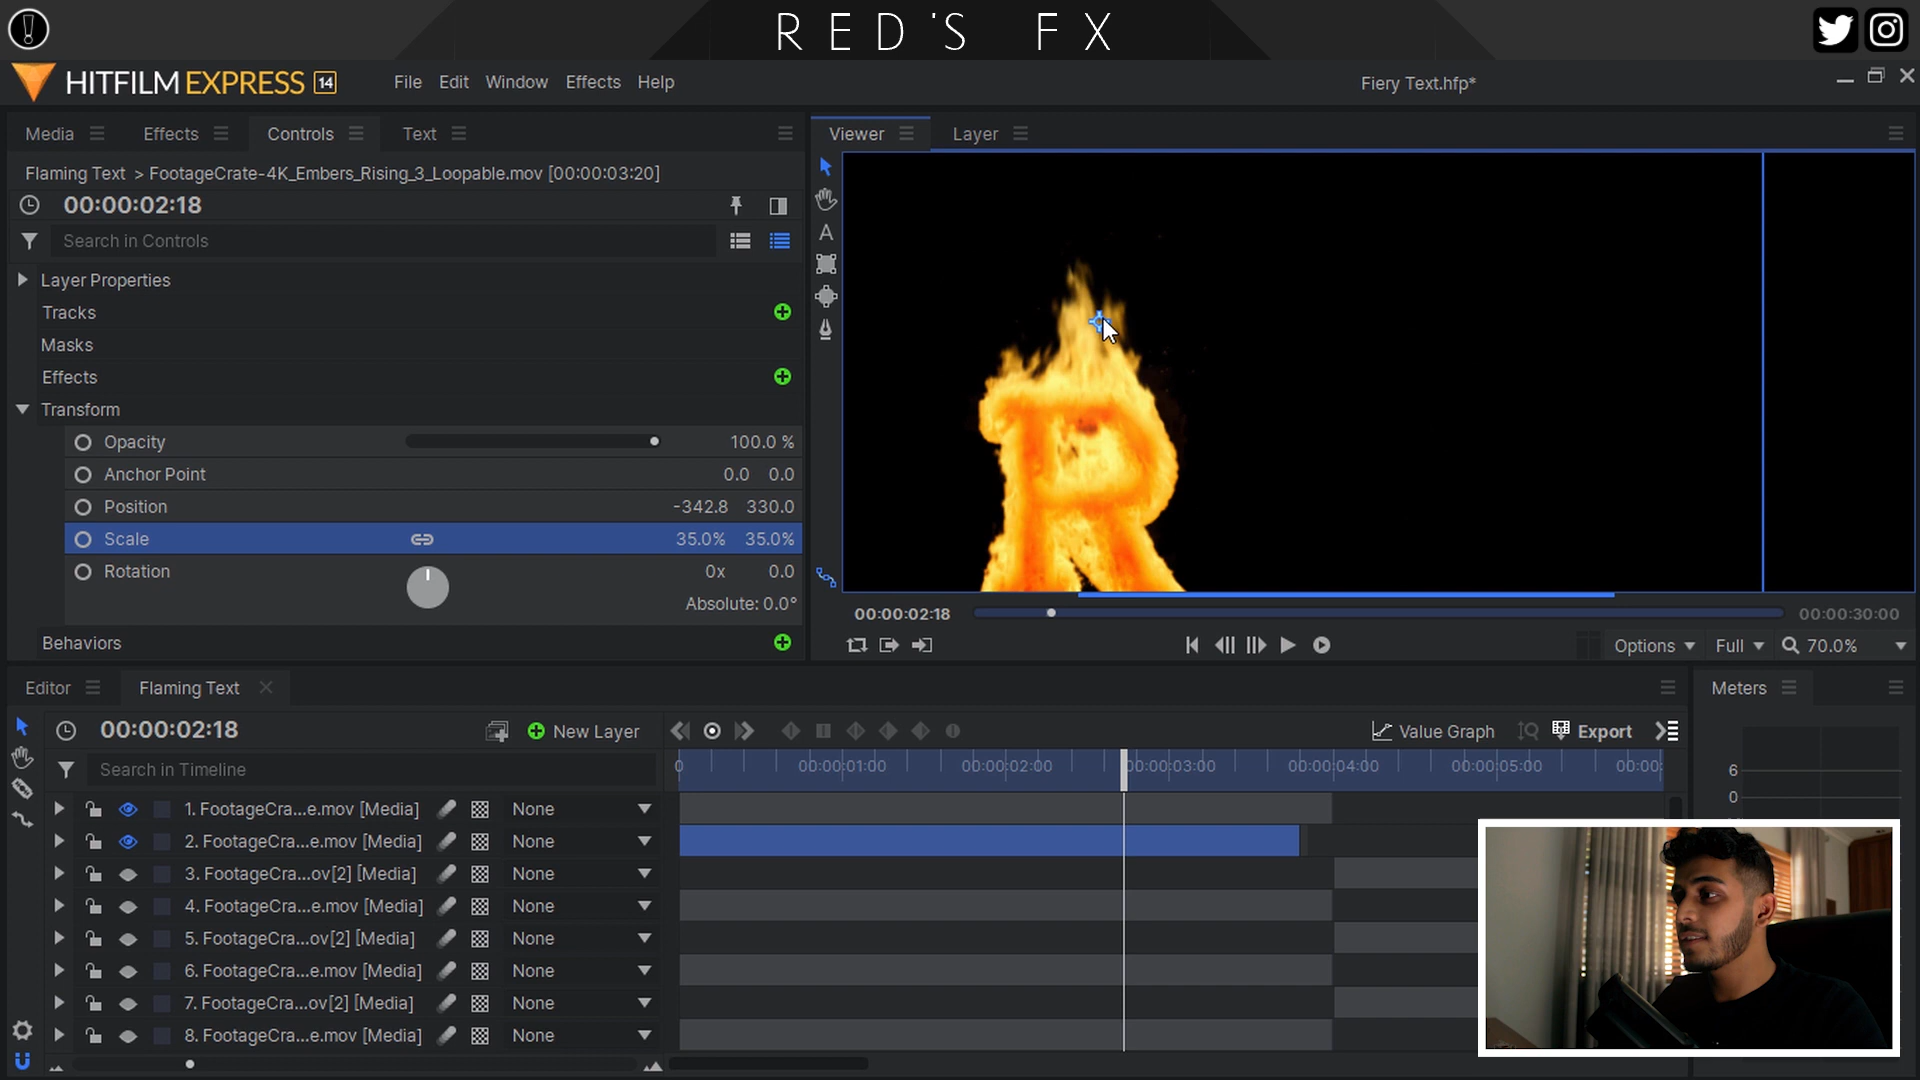 RED'S FX
HITFILM EXPRESS 14
File Edit Window Effects Help
Fiery Text.hfp*
Media Effects Controls Text
Viewer Layer
Flaming Text > FootageCrate-4K_Embers_Rising_3_Loopable.mov [00:00:03:20]
00:00:02:18
Search in Controls
A
Layer Properties
Tracks
Masks
Effects
Transform
Opacity 100.0 %
Anchor Point 0.0 0.0
Position -342.8 330.0
Scale 35.0% 35.0%
Rotation 0x 0.0
Absolute: 0.0°
Behaviors
R
00:00:02:18 00:00:30:00
Options Full 70.0%
Editor Flaming Text
Meters
00:00:02:18 New Layer
Value Graph Export
Search in Timeline
0 00:00:01:00 00:00:02:00 00:00:03:00 00:00:04:00 00:00:05:00 00:00:
6
0
1. FootageCra...e.mov [Media] None
2. FootageCra...e.mov [Media] None
3. FootageCra...ov[2] [Media] None
4. FootageCra...e.mov [Media] None
5. FootageCra...ov[2] [Media] None
6. FootageCra...e.mov [Media] None
7. FootageCra...ov[2] [Media] None
8. FootageCra...e.mov [Media] None